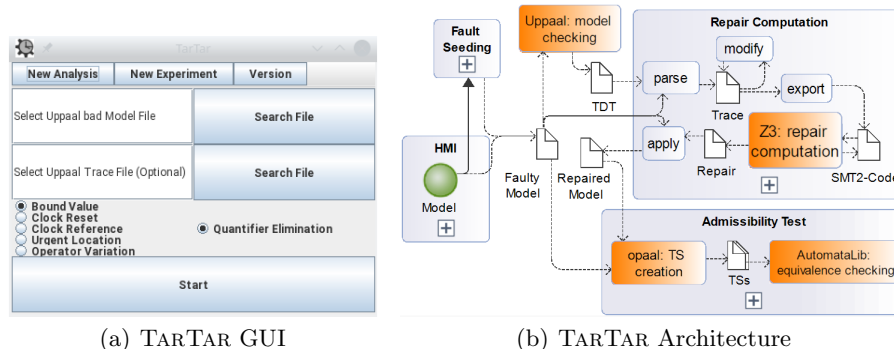 TarTar
New Analysis New Experiment Version
Select Uppaal bad Model File Search File
Select Uppaal Trace File (Optional) Search File
Bound Value
Clock Reset
Clock Reference
Urgent Location
Operator Variation
Quantifier Elimination
Start
(a) TARTAR GUI
Fault
Seeding
HMI
Model
Uppaal: model
checking
TDT
Faulty
Model
Repaired
Model
Repair Computation
parse
modify
Trace
export
apply
Repair
Z3: repair
computation
SMT2-Code
Admissibility Test
opaal: TS
creation
TSs
AutomataLib:
equivalence checking
(b) TARTAR Architecture